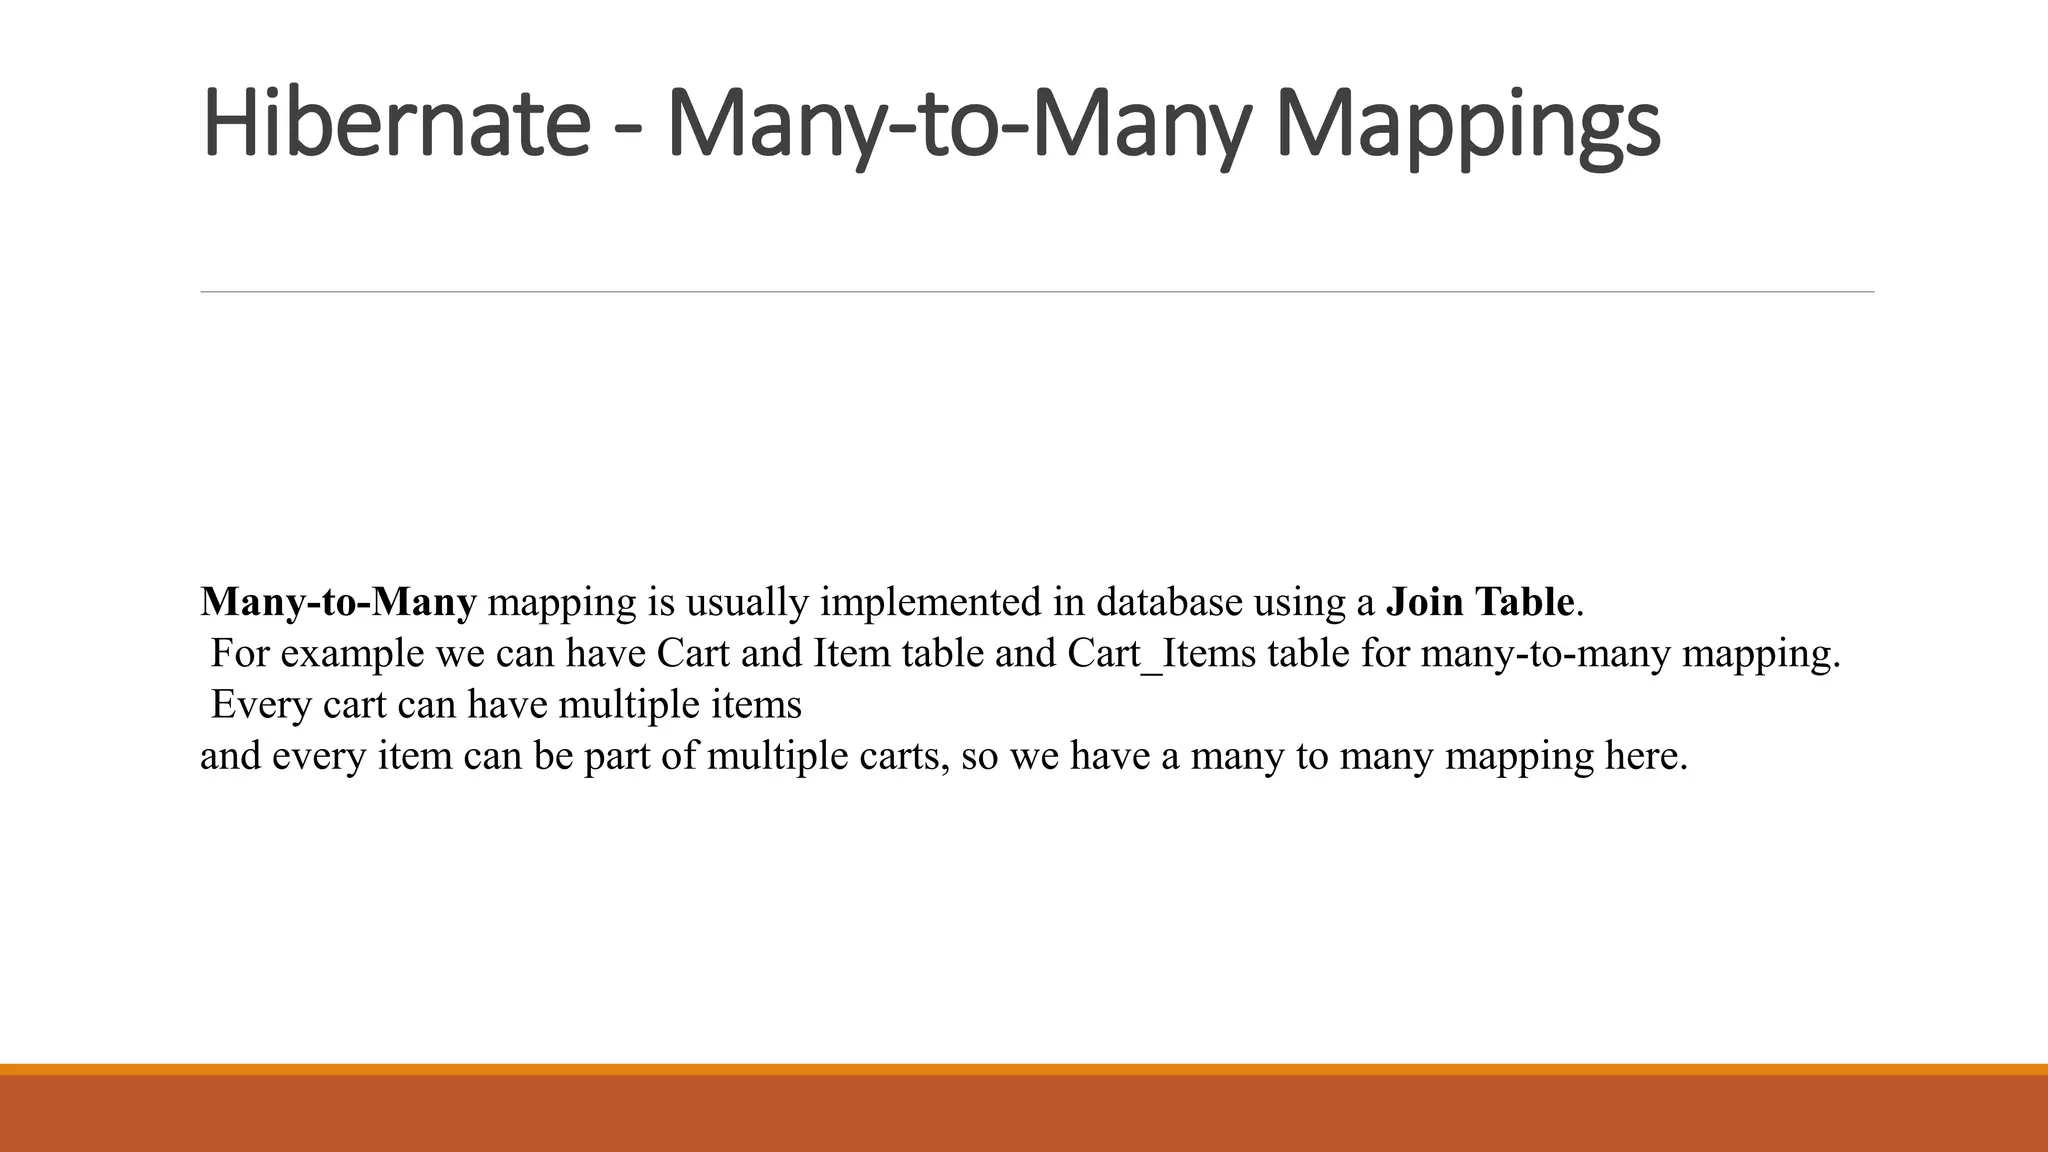 Hibernate - Many-to-Many Mappings
Many-to-Many mapping is usually implemented in database using a Join Table.
For example we can have Cart and Item table and Cart_Items table for many-to-many mapping.
Every cart can have multiple items
and every item can be part of multiple carts, so we have a many to many mapping here.